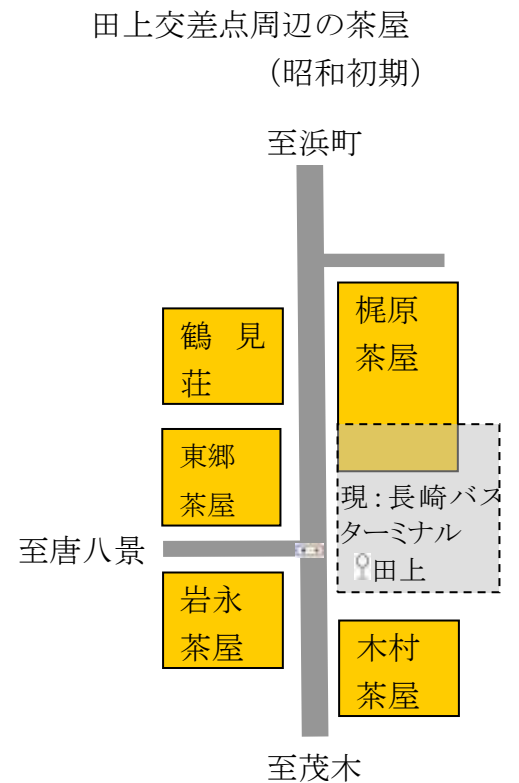 田上交差点周辺の茶屋
（昭和初期）
至浜町
梶原
茶屋
鶴 見
荘
東郷
茶屋
現：長崎バス
ターミナル
田上
至唐八景
岩永
茶屋
木村
茶屋
至茂木